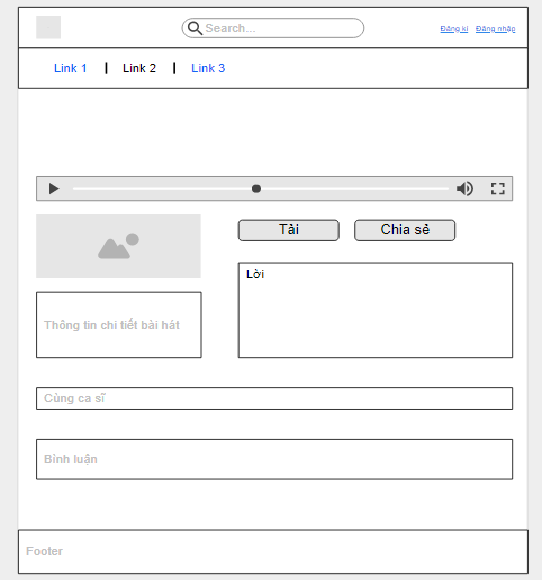 Search...
Đăng kí Đăng nhập
Link 1 Link 2 Link 3
Tải Chia sẻ
Lời
Thông tin chi tiết bài hát
Cùng ca sĩ
Bình luận
Footer